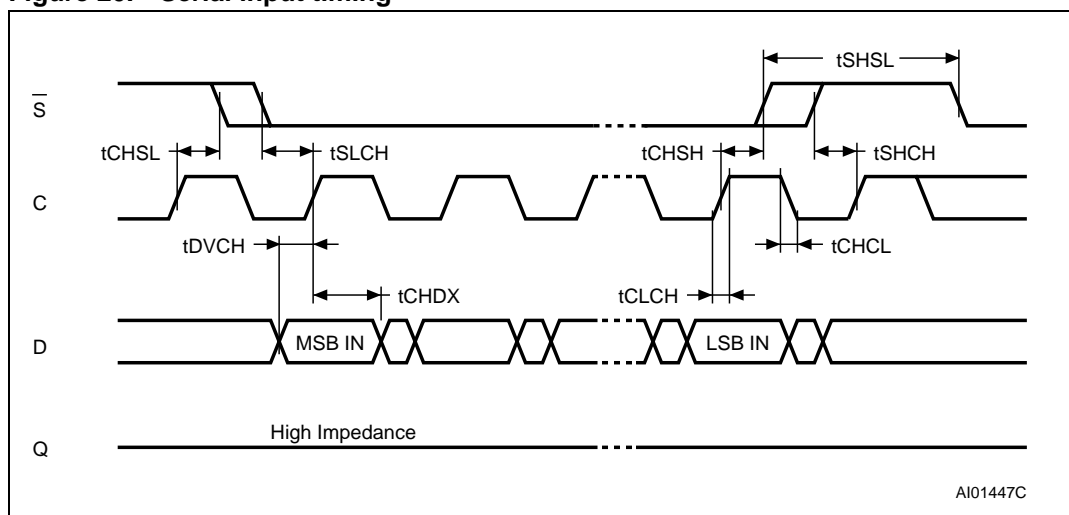 Figure 26. Serial input timing
tSHSL
S
tCHSL
tSLCH
tCHSH
tSHCH
C
tDVCH
tCHCL
tCHDX
tCLCH
D
MSB IN
LSB IN
High Impedance
Q
AI01447C